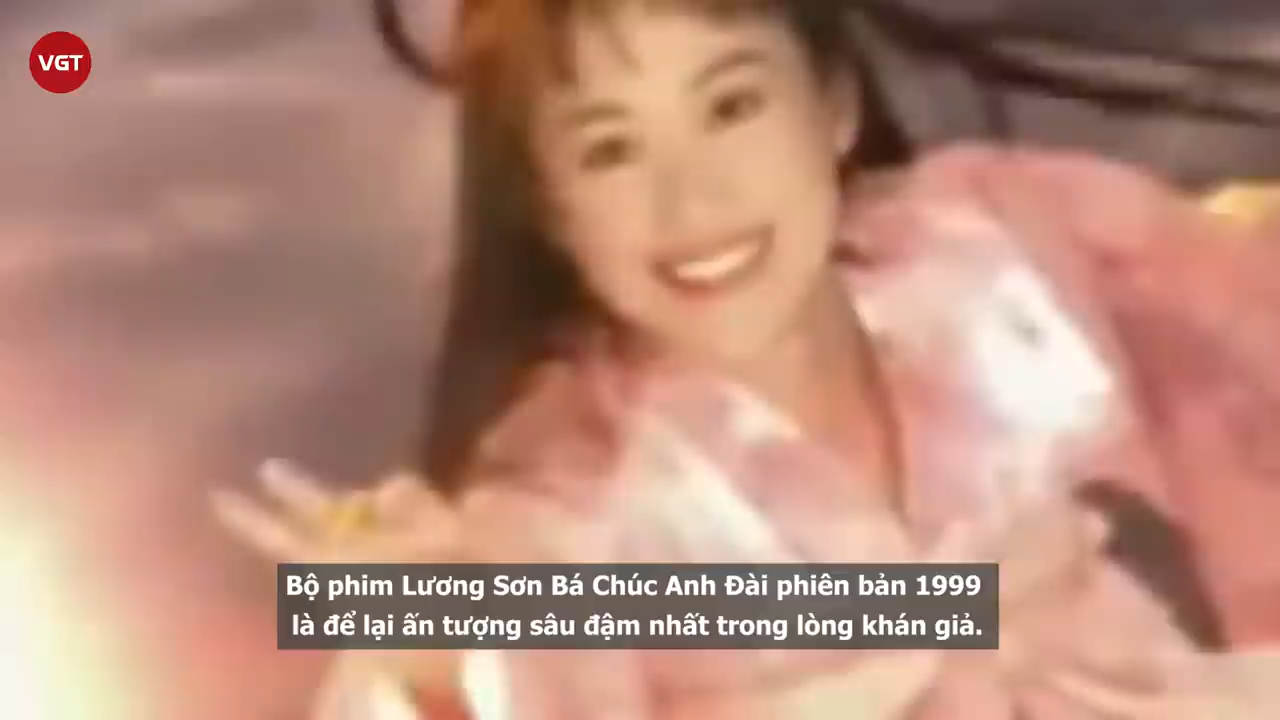 VGT
Bộ phim Lương Sơn Bá Chúc Anh Đài phiên bản 1999
là để lại ấn tượng sâu đậm nhất trong lòng khán giả.